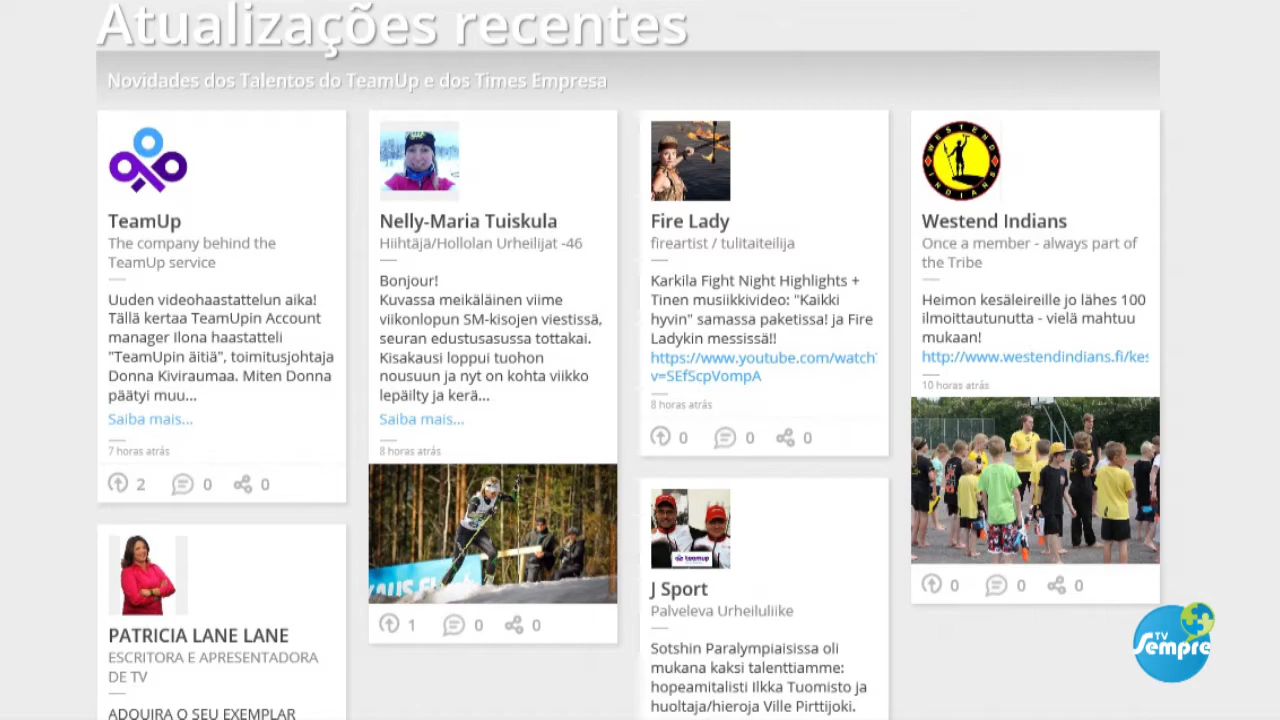 Atualizações recentes
Novidades dos Talentos do TeamUp e dos Times Empresa
TeamUp
The company behind the
TeamUp service
Uuden videohaastattelun aika!
Tällä kertaa TeamUpin Account
manager Ilona haastatteli
"TeamUpin äitiä", toimitusjohtaja
Donna Kiviraumaa. Miten Donna
päätyi muu...
Saiba mais...
7 horas atrás
2 0 0
PATRICIA LANE LANE
ESCRITORA E APRESENTADORA
DE TV
ADQUIRA O SEU EXEMPLAR
Nelly-Maria Tuiskula
Hiihtäjä/Hollolan Urheilijat -46
Bonjour!
Kuvassa meikäläinen viime
viikonlopun SM-kisojen viestissä,
seuran edustusasussa tottakai.
Kisakausi loppui tuohon
nousuun ja nyt on kohta viikko
lepäilty ja kerä...
Saiba mais...
8 horas atrás
1 0 0
Fire Lady
fireartist / tulitaiteilija
Karkila Fight Night Highlights +
Tinen musiikkivideo: "Kaikki
hyvin" samassa paketissa! ja Fire
Ladykin messissä!!
https://www.youtube.com/watch?
v=SEfScpVompA
8 horas atrás
0 0 0
teamup
J Sport
Palveleva Urheiluliike
Sotshin Paralympiaisissa oli
mukana kaksi talenttiamme:
hopeamitalisti Ilkka Tuomisto ja
huoltaja/hieroja Ville Pirttijoki.
WESTEND
INDIANS
Westend Indians
Once a member - always part of
the Tribe
Heimon kesäleireille jo lähes 100
ilmoittautunutta - vielä mahtuu
mukaan!
http://www.westendindians.fi/kes
10 horas atrás
0 0 0
TV
Sempre